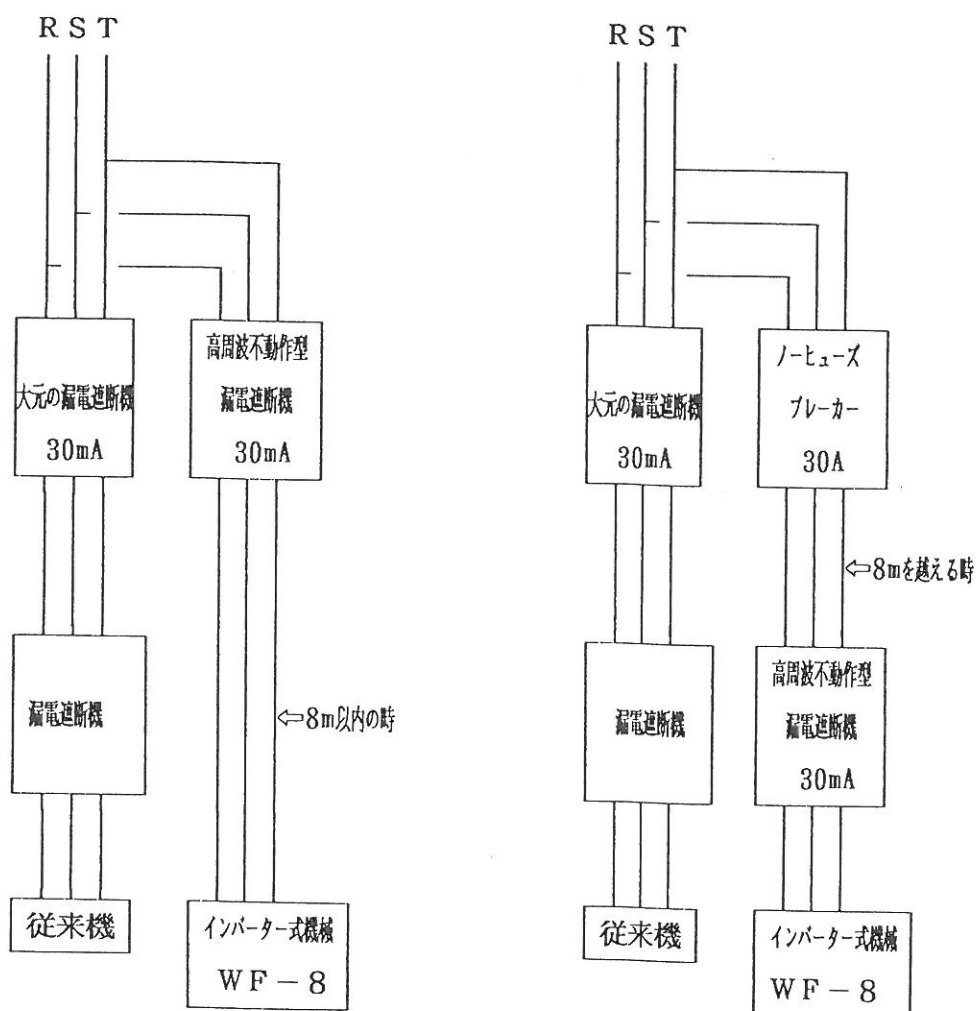 R S T
高周波不動作型
漏電遮断機
30mA
大元の漏電遮断機
30mA
漏電遮断機
⇦8m以内の時
従来機
インバーター式機械
WF-8
R S T
ノーヒューズ
ブレーカー
30A
大元の漏電遮断機
30mA
⇦8mを越える時
漏電遮断機
高周波不動作型
漏電遮断機
30mA
従来機
インバーター式機械
WF-8